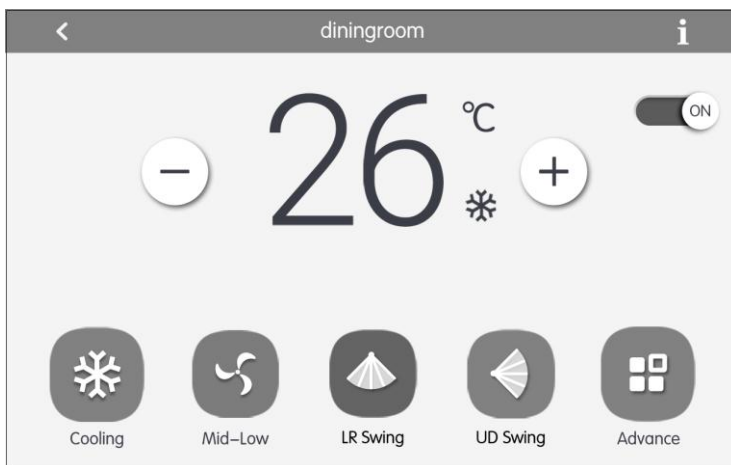 diningroom
i
26 °C
ON
− +
Cooling Mid-Low LR Swing UD Swing Advance